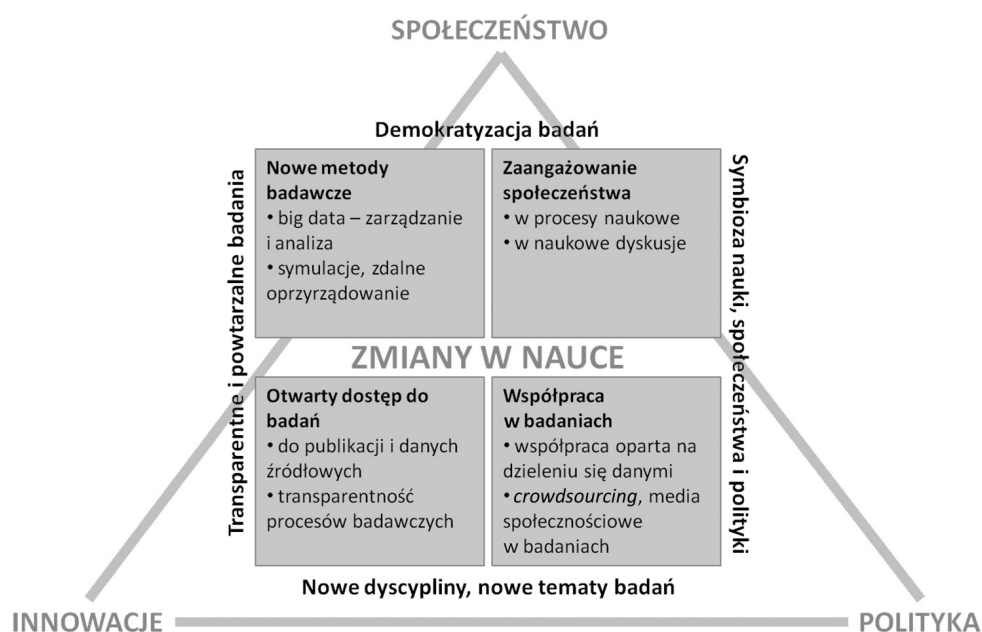 SPOŁECZEŃSTWO
Demokratyzacja badań
Transparentne i powtarzalne badania
Nowe metody
badawcze
• big data – zarządzanie
i analiza
• symulacje, zdalne
oprzyrządowanie
Zaangażowanie
społeczeństwa
• w procesy naukowe
• w naukowe dyskusje
Symbioza nauki, społeczeństwa i polityki
ZMIANY W NAUCE
Otwarty dostęp do
badań
• do publikacji i danych
źródłowych
• transparentność
procesów badawczych
Współpraca
w badaniach
• współpraca oparta na
dzieleniu się danymi
• crowdsourcing, media
społecznościowe
w badaniach
Nowe dyscypliny, nowe tematy badań
INNOWACJE
POLITYKA